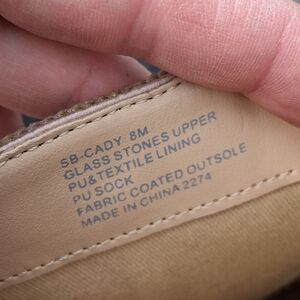 SB-CADY 8M
GLASS STONES UPPER
PU&TEXTILE LINING
PU SOCK
FABRIC COATED OUTSOLE
MADE IN CHINA 2274